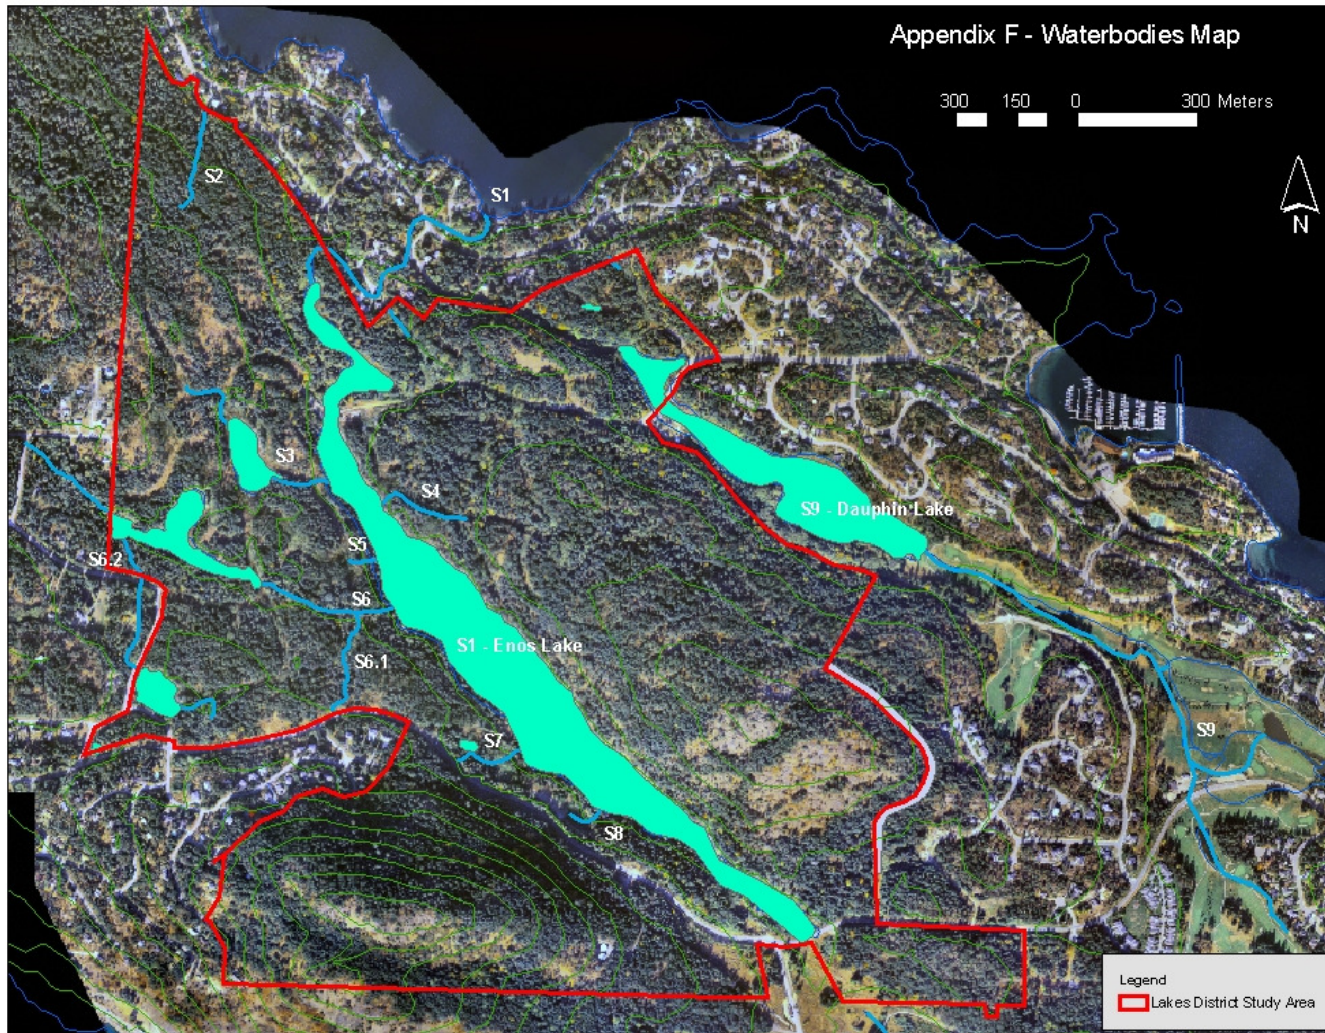 Appendix F - Waterbodies Map
300 150 0 300 Meters
N
S2
S1
S3
S4
S9 - Dauphin Lake
S5
S6.2
S6
S1 - Enos Lake
S6.1
S9
S7
S8
Legend
Lakes District Study Area